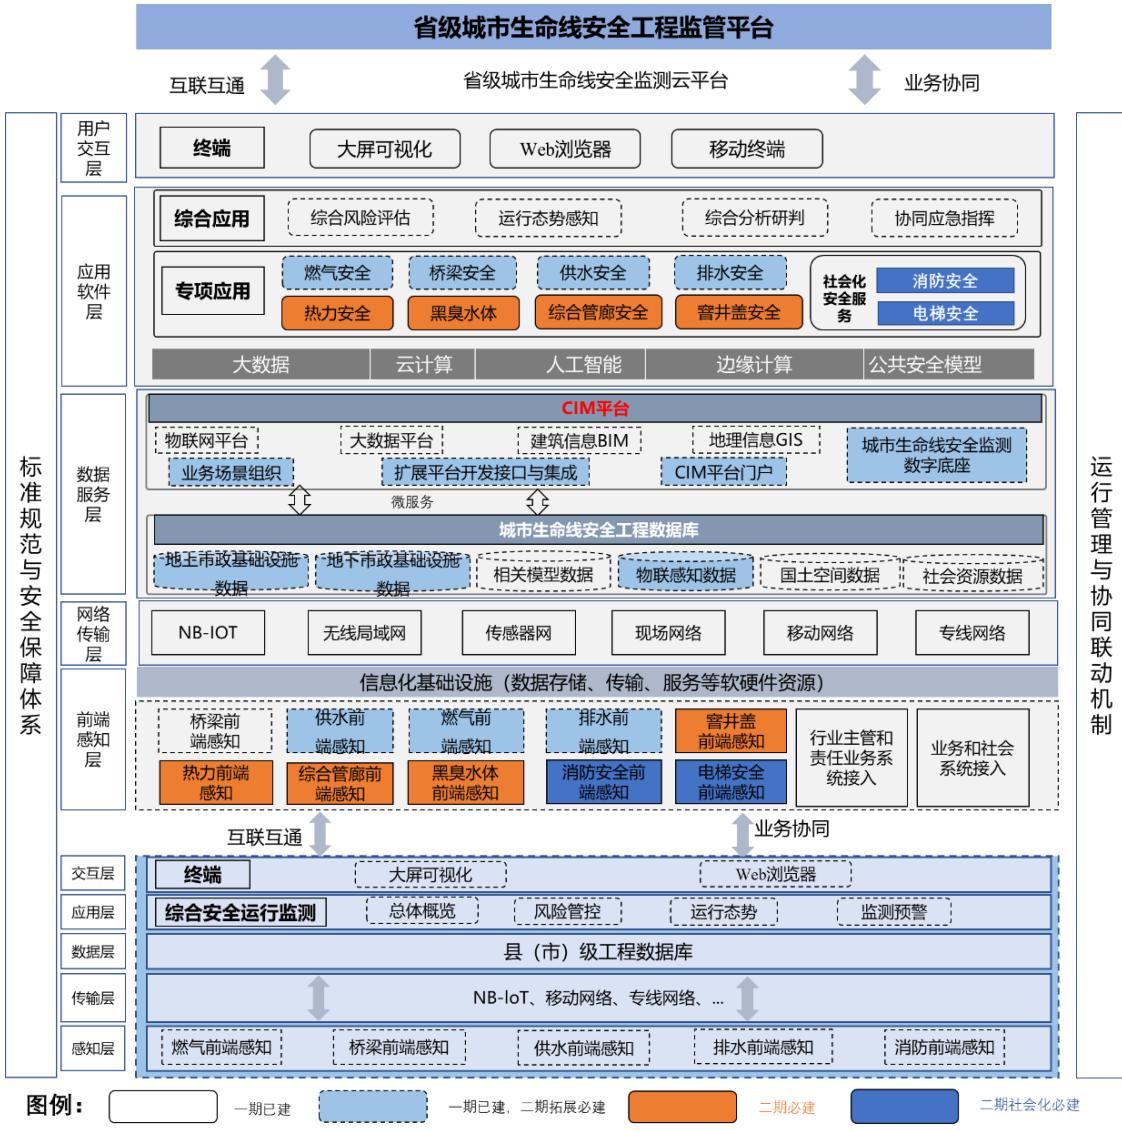 省级城市生命线安全工程监管平台
互联互通
省级城市生命线安全监测云平台
业务协同
标准规范与安全保障体系
运行管理与协同联动机制
用户
交互
层
终端
大屏可视化
Web浏览器
移动终端
应用
软件
层
综合应用
综合风险评估
运行态势感知
综合分析研判
协同应急指挥
专项应用
燃气安全
桥梁安全
供水安全
排水安全
热力安全
黑臭水体
综合管廊安全
窨井盖安全
社会化
安全服
务
消防安全
电梯安全
大数据
云计算
人工智能
边缘计算
公共安全模型
数据
服务
层
CIM平台
物联网平台
大数据平台
建筑信息BIM
地理信息GIS
城市生命线安全监测
数字底座
业务场景组织
扩展平台开发接口与集成
CIM平台门户
微服务
城市生命线安全工程数据库
地上市政基础设施
数据
地下市政基础设施
数据
相关模型数据
物联感知数据
国土空间数据
社会资源数据
网络
传输
层
NB-IOT
无线局域网
传感器网
现场网络
移动网络
专线网络
信息化基础设施（数据存储、传输、服务等软硬件资源）
前端
感知
层
桥梁前
端感知
供水前
端感知
燃气前
端感知
排水前
端感知
窨井盖
前端感知
热力前端
感知
综合管廊前
端感知
黑臭水体
前端感知
消防安全前
端感知
电梯安全
前端感知
行业主管和
责任业务系
统接入
业务和社会
系统接入
互联互通
业务协同
交互层
终端
大屏可视化
Web浏览器
应用层
综合安全运行监测
总体概览
风险管控
运行态势
监测预警
数据层
县（市）级工程数据库
传输层
NB-IoT、移动网络、专线网络、...
感知层
燃气前端感知
桥梁前端感知
供水前端感知
排水前端感知
消防前端感知
图例：
一期已建
一期已建，二期拓展必建
二期必建
二期社会化必建